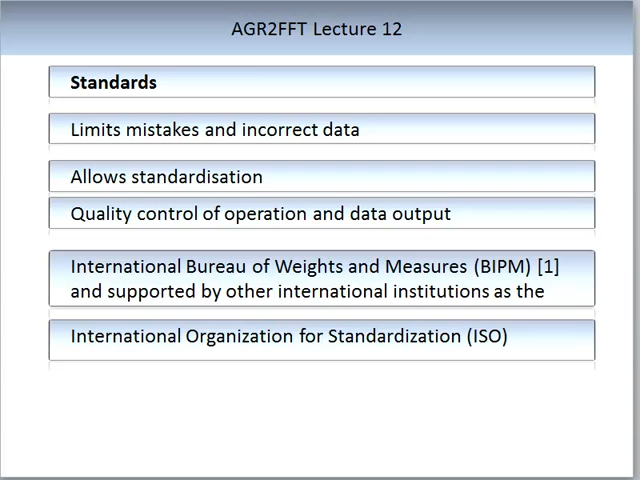 AGR2FFT Lecture 12
Standards
Limits mistakes and incorrect data
Allows standardisation
Quality control of operation and data output
International Bureau of Weights and Measures (BIPM) [1]
and supported by other international institutions as the
International Organization for Standardization (ISO)